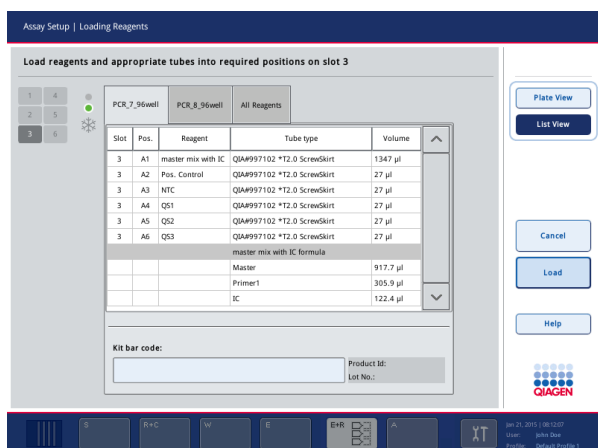 Assay Setup | Loading Reagents
Load reagents and appropriate tubes into required positions on slot 3
1 4
2 5
3 6
PCR_7_96well PCR_8_96well All Reagents
Slot Pos. Reagent Tube type Volume
3 A1 master mix with IC QIA#997102 *T2.0 ScrewSkirt 1347 µl
3 A2 Pos. Control QIA#997102 *T2.0 ScrewSkirt 27 µl
3 A3 NTC QIA#997102 *T2.0 ScrewSkirt 27 µl
3 A4 QS1 QIA#997102 *T2.0 ScrewSkirt 27 µl
3 A5 QS2 QIA#997102 *T2.0 ScrewSkirt 27 µl
3 A6 QS3 QIA#997102 *T2.0 ScrewSkirt 27 µl
master mix with IC formula
Master 917.7 µl
Primer1 305.9 µl
IC 122.4 µl
Kit bar code:
Product Id:
Lot No.:
Plate View
List View
Cancel
Load
Help
QIAGEN
S R+C W E E+R A
Jan 21, 2015 | 08:12:07
User: John Doe
Profile: Default Profile 1